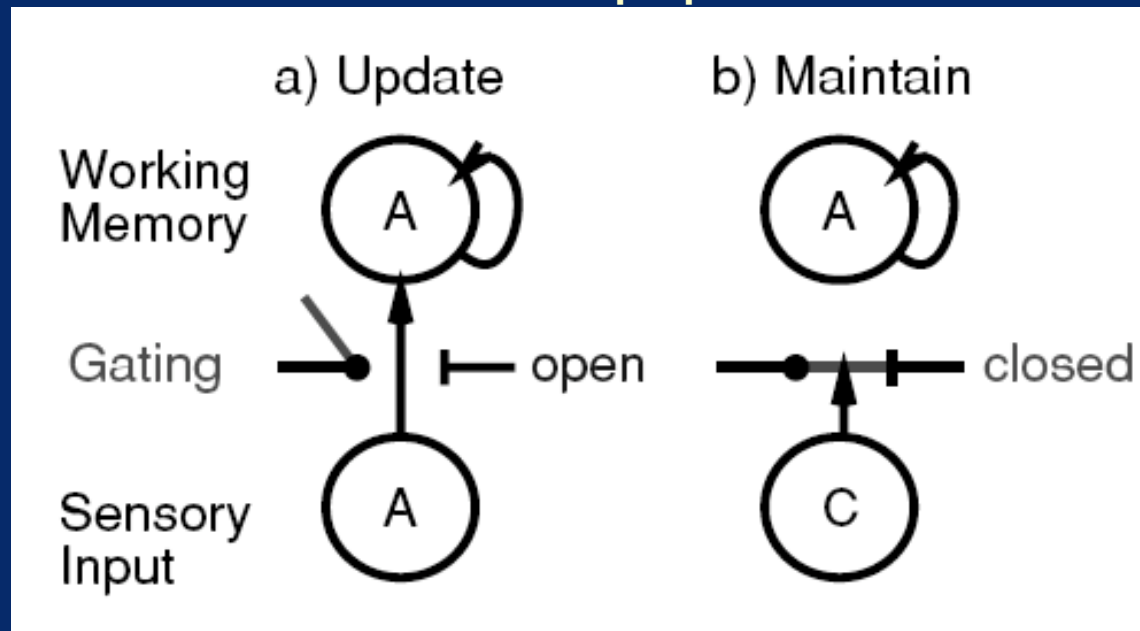 a) Update
b) Maintain
Working
Memory
A
A
Gating
open
closed
Sensory
Input
A
C